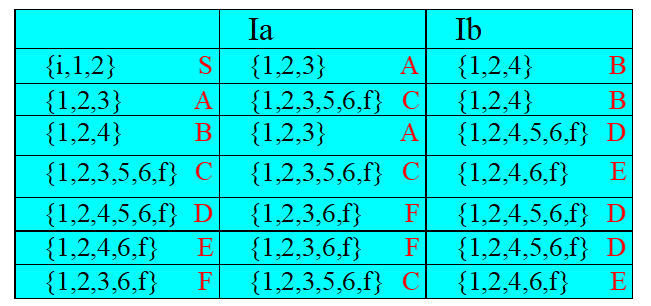 Ia Ib
{i,1,2} S {1,2,3} A {1,2,4} B
{1,2,3} A {1,2,3,5,6,f} C {1,2,4} B
{1,2,4} B {1,2,3} A {1,2,4,5,6,f} D
{1,2,3,5,6,f} C {1,2,3,5,6,f} C {1,2,4,6,f} E
{1,2,4,5,6,f} D {1,2,3,6,f} F {1,2,4,5,6,f} D
{1,2,4,6,f} E {1,2,3,6,f} F {1,2,4,5,6,f} D
{1,2,3,6,f} F {1,2,3,5,6,f} C {1,2,4,6,f} E